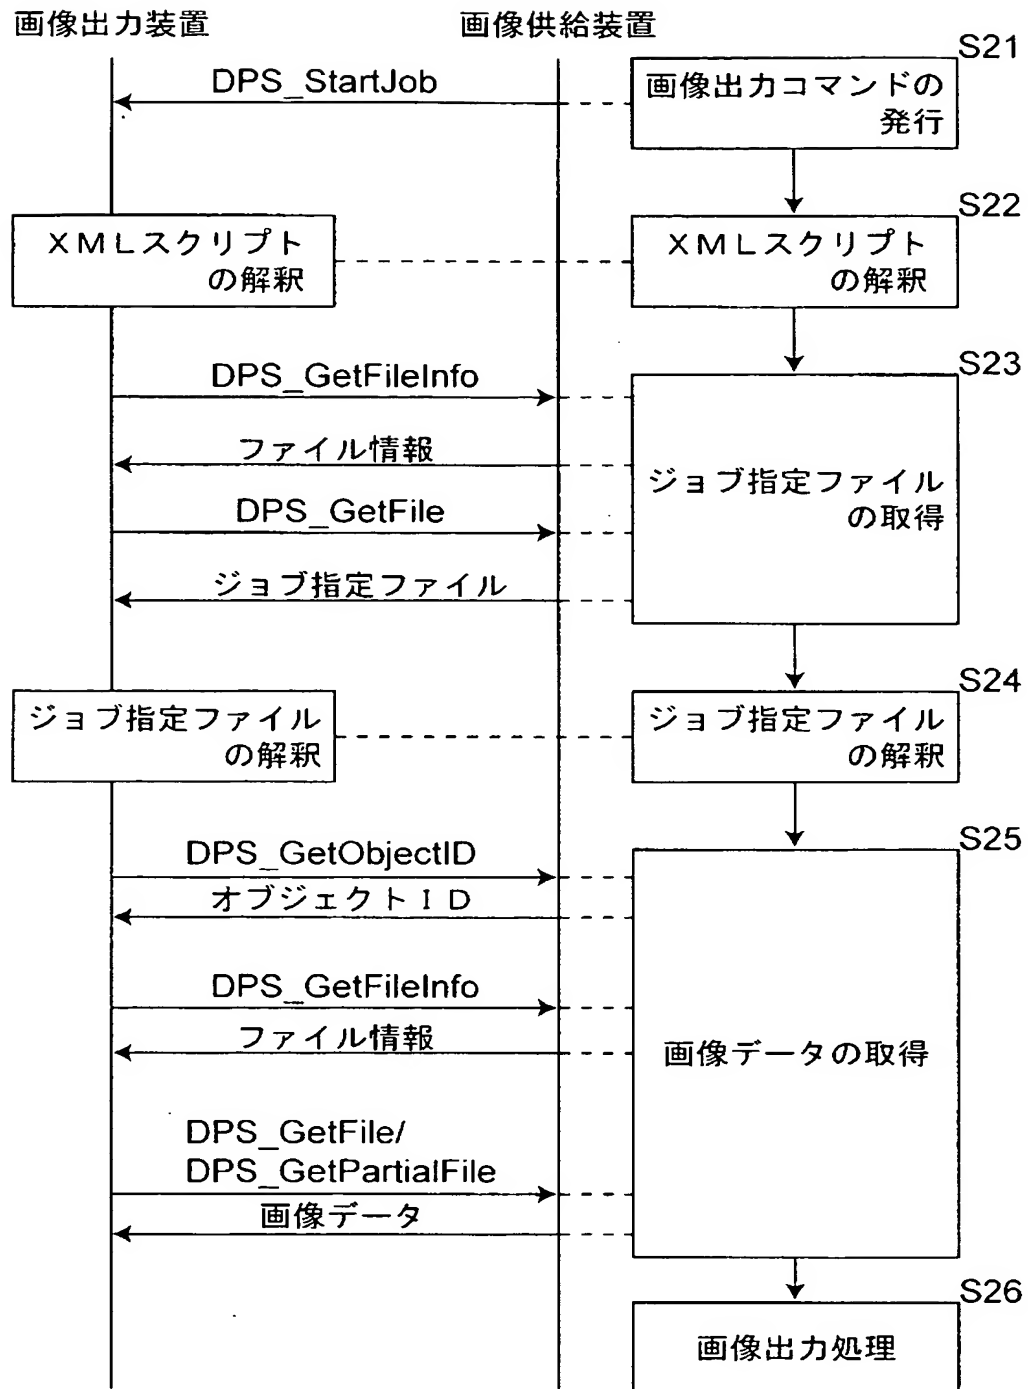 画像出力装置
画像供給装置
S21
DPS_StartJob
画像出力コマンドの
発行
S22
XMLスクリプト
の解釈
XMLスクリプト
の解釈
S23
DPS_GetFileInfo
ファイル情報
ジョブ指定ファイル
の取得
DPS_GetFile
ジョブ指定ファイル
S24
ジョブ指定ファイル
の解釈
ジョブ指定ファイル
の解釈
S25
DPS_GetObjectID
オブジェクトID
DPS_GetFileInfo
ファイル情報
画像データの取得
DPS_GetFile/
DPS_GetPartialFile
画像データ
S26
画像出力処理